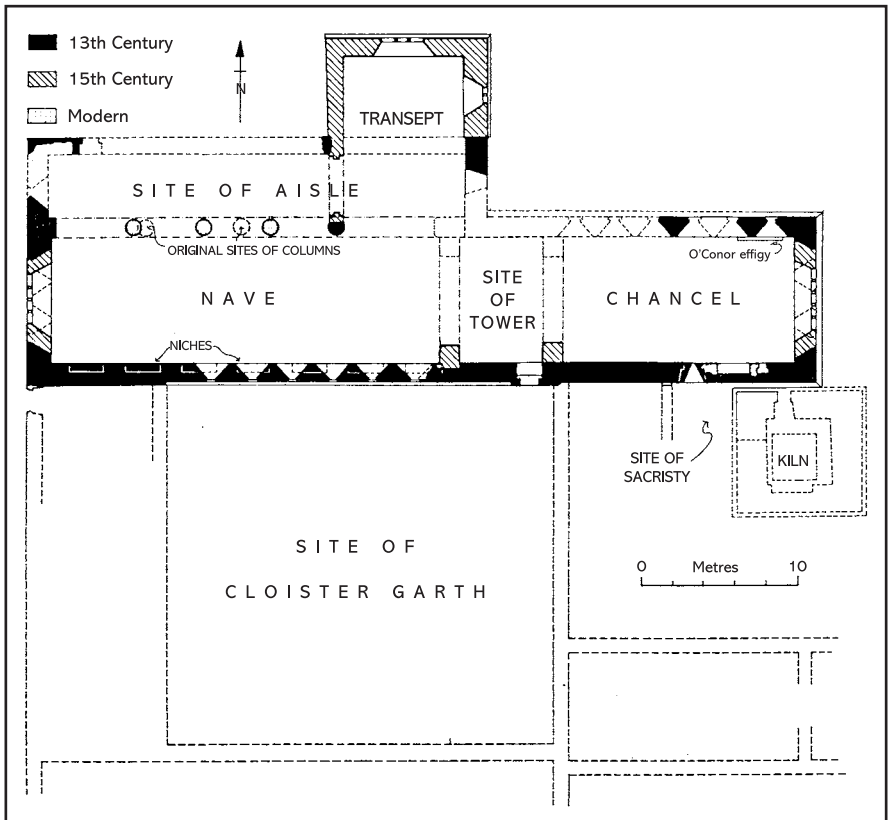 13th Century
15th Century
Modern
N
TRANSEPT
SITE OF AISLE
ORIGINAL SITES OF COLUMNS
O'Conor effigy
NAVE
SITE
OF
TOWER
CHANCEL
NICHES
SITE OF
SACRISTY
KILN
SITE OF
CLOISTER GARTH
0 Metres 10